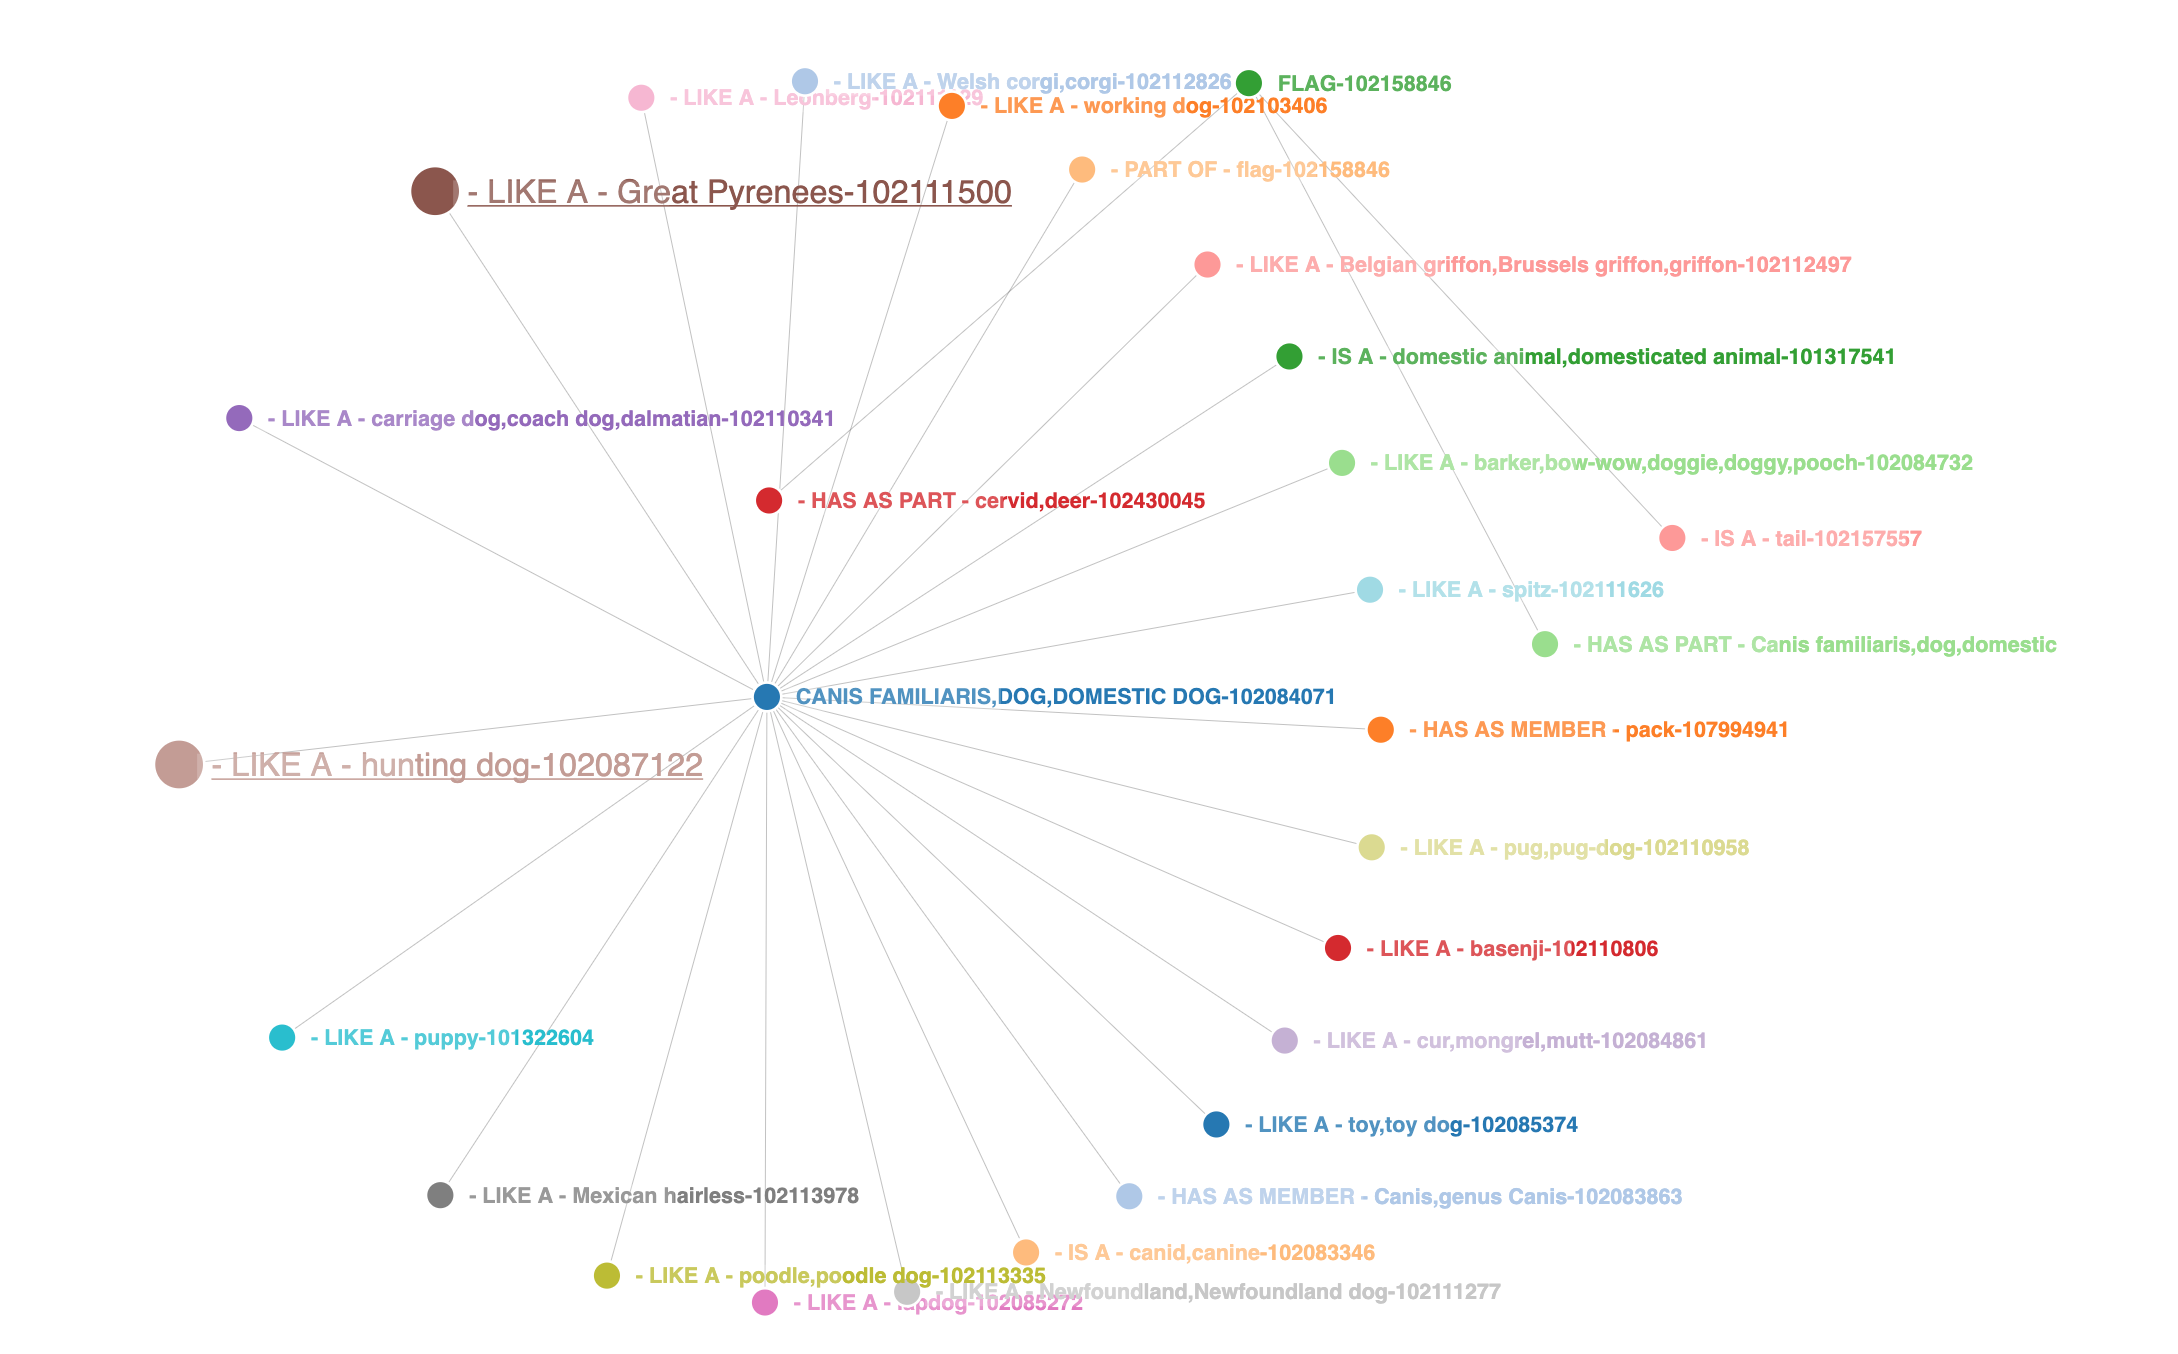 - LIKE A - Welsh corgi,corgi-102112826
FLAG-102158846
- LIKE A - Leonberg-
- LIKE A - working dog-102103406
- PART OF - flag-102158846
- LIKE A - Great Pyrenees-102111500
- LIKE A - Belgian griffon,Brussels griffon,griffon-102112497
- IS A - domestic animal,domesticated animal-101317541
- LIKE A - carriage dog,coach dog,dalmatian-102110341
- LIKE A - barker,bow-wow,doggie,doggy,pooch-102084732
- HAS AS PART - cervid,deer-102430045
- IS A - tail-102157557
- LIKE A - spitz-102111626
- HAS AS PART - Canis familiaris,dog,domestic
CANIS FAMILIARIS,DOG,DOMESTIC DOG-102084071
- HAS AS MEMBER - pack-107994941
- LIKE A - hunting dog-102087122
- LIKE A - pug,pug-dog-102110958
- LIKE A - basenji-102110806
- LIKE A - puppy-101322604
- LIKE A - cur,mongrel,mutt-102084861
- LIKE A - toy,toy dog-102085374
- LIKE A - Mexican hairless-102113978
- HAS AS MEMBER - Canis,genus Canis-102083863
- IS A - canid,canine-102083346
- LIKE A - poodle,poodle dog-102113335
- LIKE A - Newfoundland,Newfoundland dog-102111277
- LIKE A - lapdog-102085272